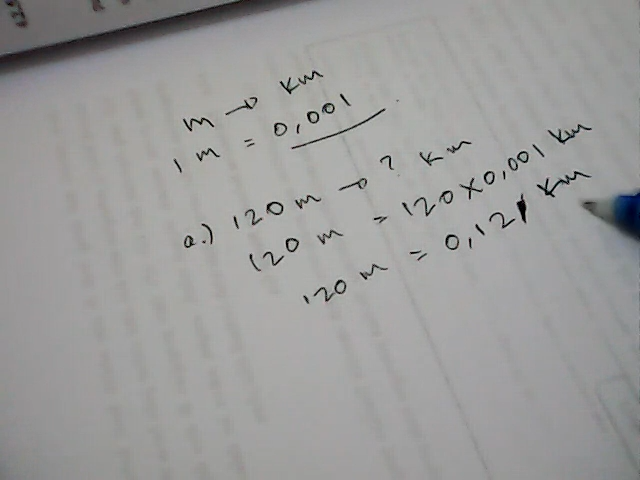 m → km
1 m = 0,001
a.) 120 m → ? km
120 m = 120 x 0,001 km
120 m = 0,12 km